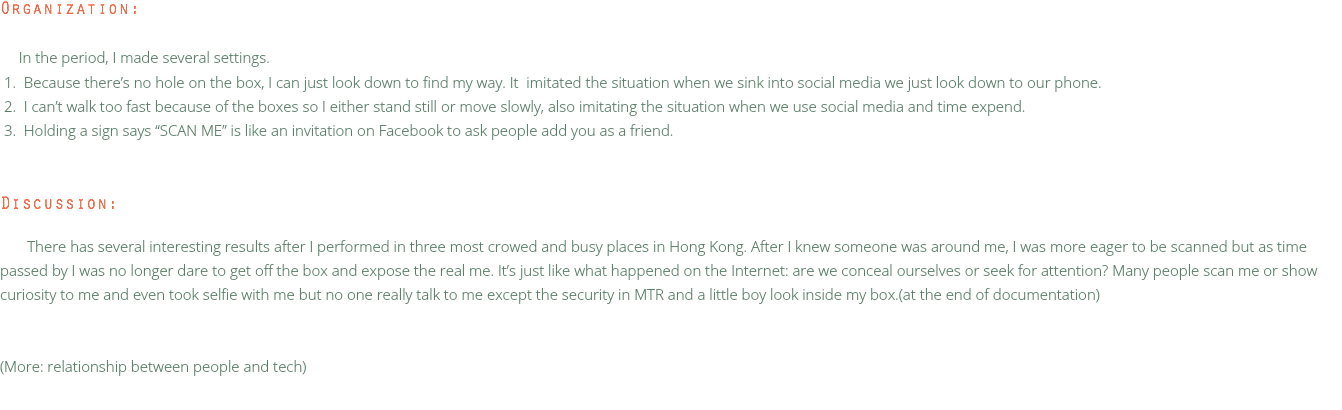 Organization:
In the period, I made several settings.
1. Because there's no hole on the box, I can just look down to find my way. It imitated the situation when we sink into social media we just look down to our phone.
2. I can't walk too fast because of the boxes so I either stand still or move slowly, also imitating the situation when we use social media and time expend.
3. Holding a sign says “SCAN ME” is like an invitation on Facebook to ask people add you as a friend.
Discussion:
There has several interesting results after I performed in three most crowed and busy places in Hong Kong. After I knew someone was around me, I was more eager to be scanned but as time
passed by I was no longer dare to get off the box and expose the real me. It’s just like what happened on the Internet: are we conceal ourselves or seek for attention? Many people scan me or show
curiosity to me and even took selfie with me but no one really talk to me except the security in MTR and a little boy look inside my box.(at the end of documentation)
(More: relationship between people and tech)